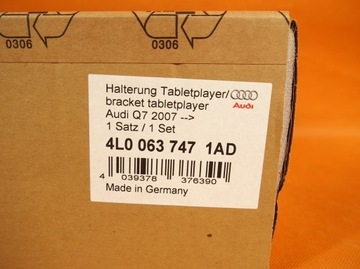 0306
0306
Halterung Tabletplayer/
bracket tabletplayer
Audi
Audi Q7 2007 -->
1 Satz / 1 Set
4L0 063 747 1AD
4 039378 376390
Made in Germany